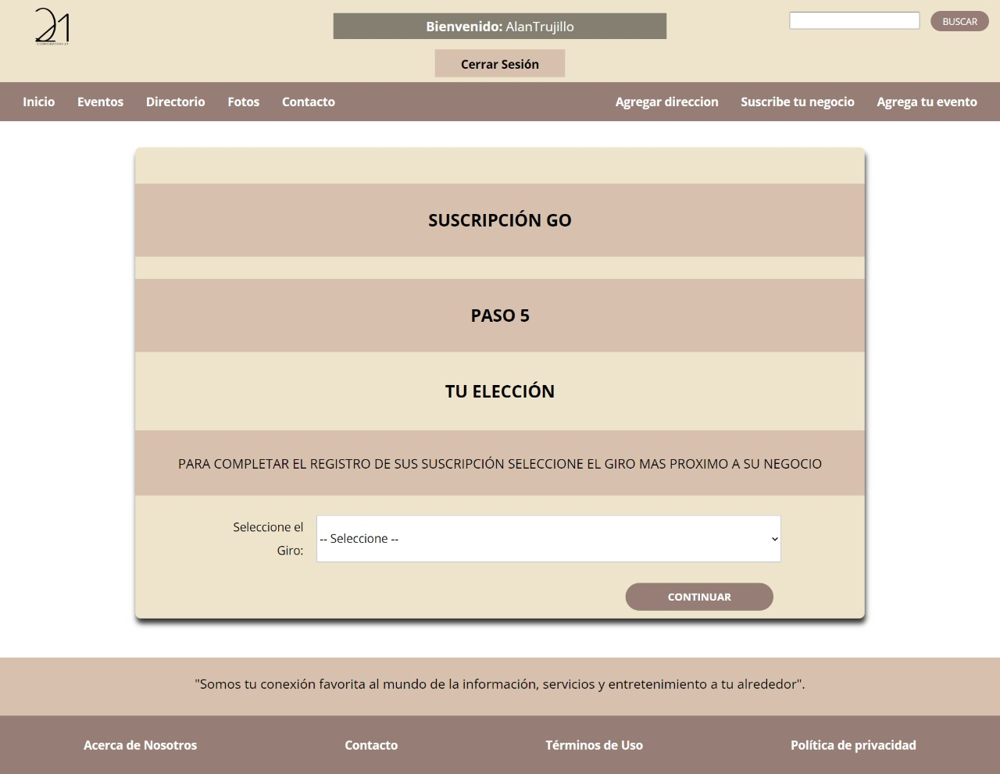 21
CORPORATIVO 21
Bienvenido: AlanTrujillo
BUSCAR
Cerrar Sesión
Inicio Eventos Directorio Fotos Contacto Agregar direccion Suscribe tu negocio Agrega tu evento
SUSCRIPCIÓN GO
PASO 5
TU ELECCIÓN
PARA COMPLETAR EL REGISTRO DE SUS SUSCRIPCIÓN SELECCIONE EL GIRO MAS PROXIMO A SU NEGOCIO
Seleccione el
Giro:
-- Seleccione --
CONTINUAR
"Somos tu conexión favorita al mundo de la información, servicios y entretenimiento a tu alrededor".
Acerca de Nosotros Contacto Términos de Uso Política de privacidad